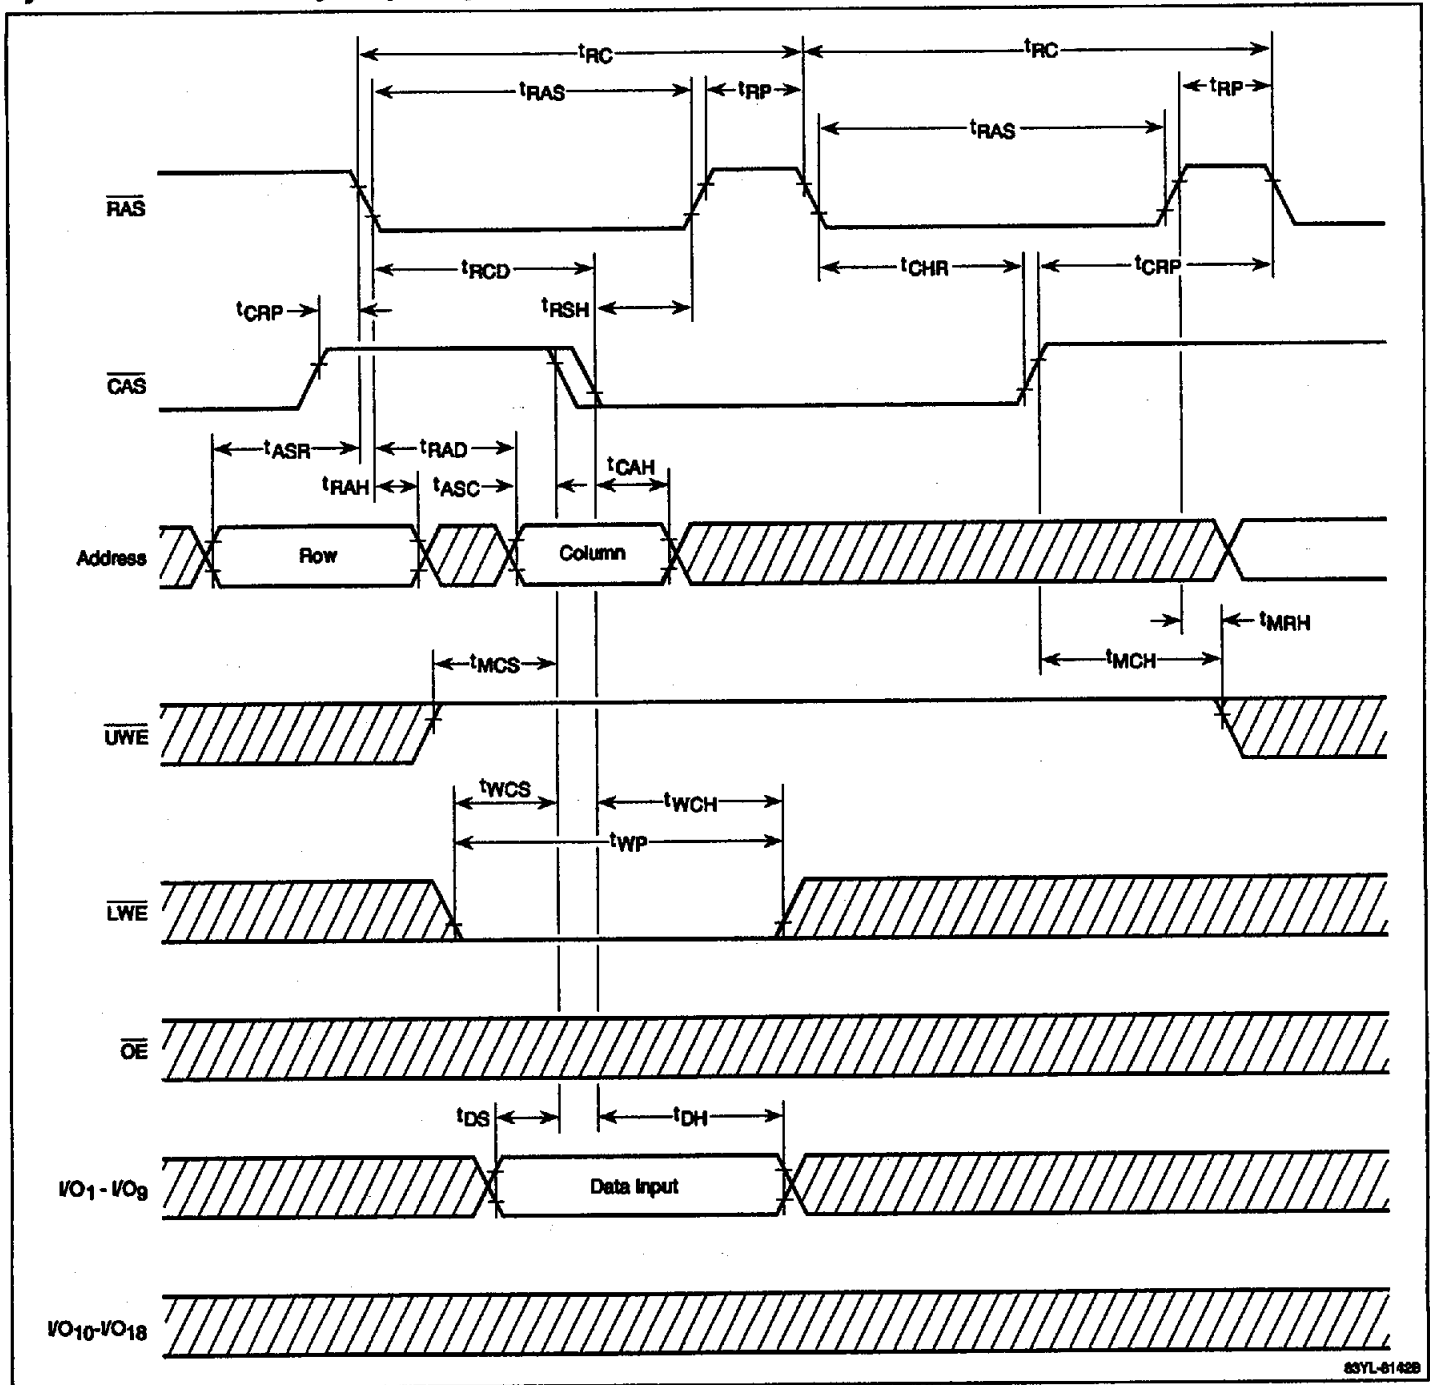 tRC tRC
tRAS tRP tRP
tRAS
RAS
tRCD tCHR tCRP
tCRP tRSH
CAS
tASR tRAD tCAH
tRAH tASC
Address Row Column
tMRH
tMCS tMCH
UWE
tWCS tWCH
tWP
LWE
OE
tDS tDH
I/O1 - I/O9 Data Input
I/O10-I/O18
83YL-6142B